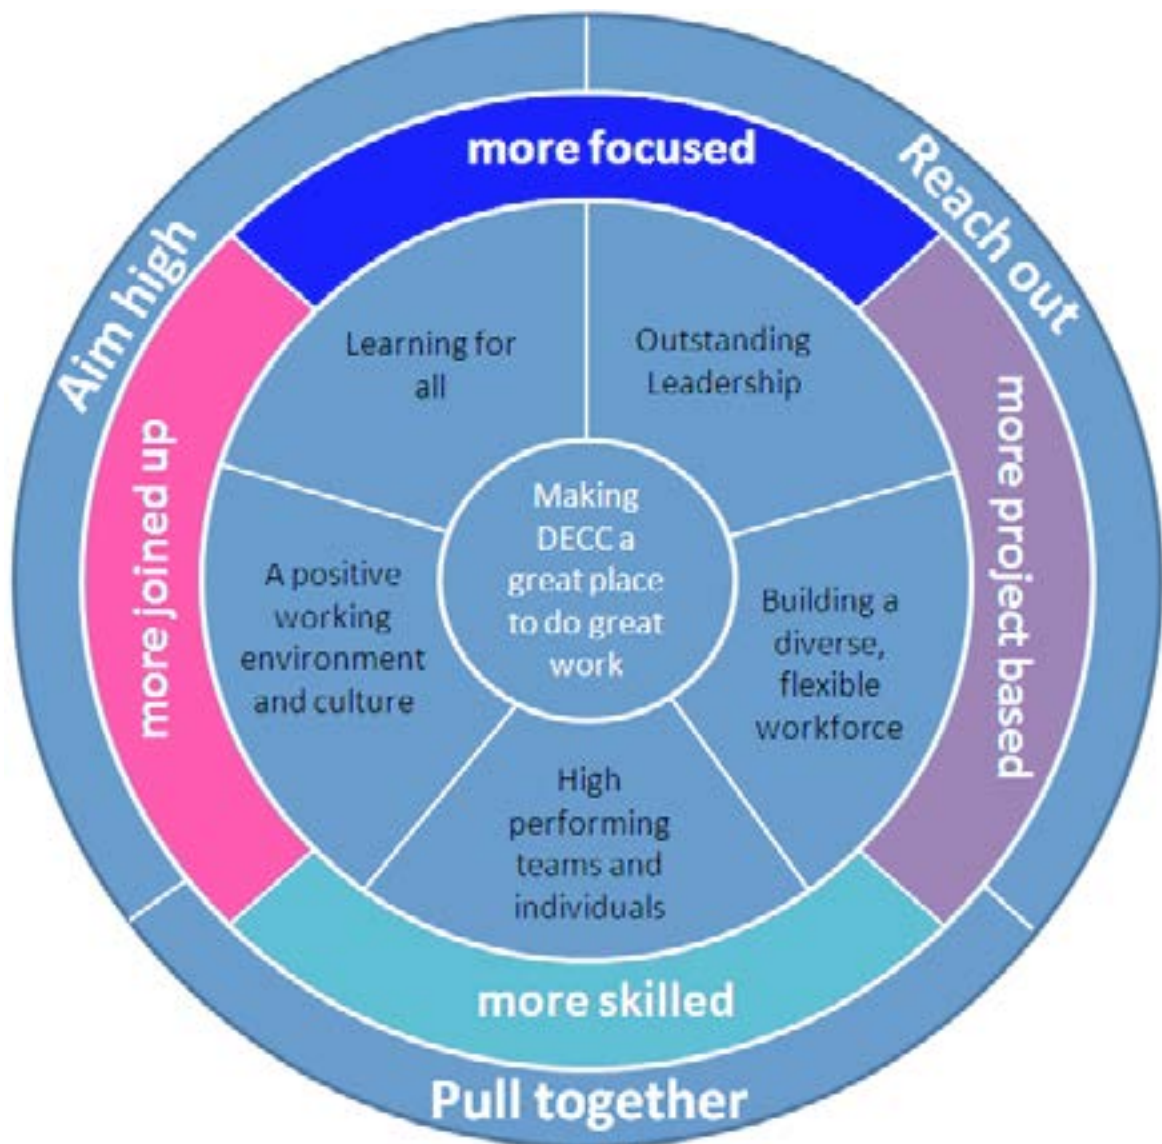 more focused
Reach out
Aim high
Learning for
all
Outstanding
Leadership
more joined up
more project based
Making
DECC a
great place
to do great
work
A positive
working
environment
and culture
Building a
diverse,
flexible
workforce
High
performing
teams and
individuals
more skilled
Pull together